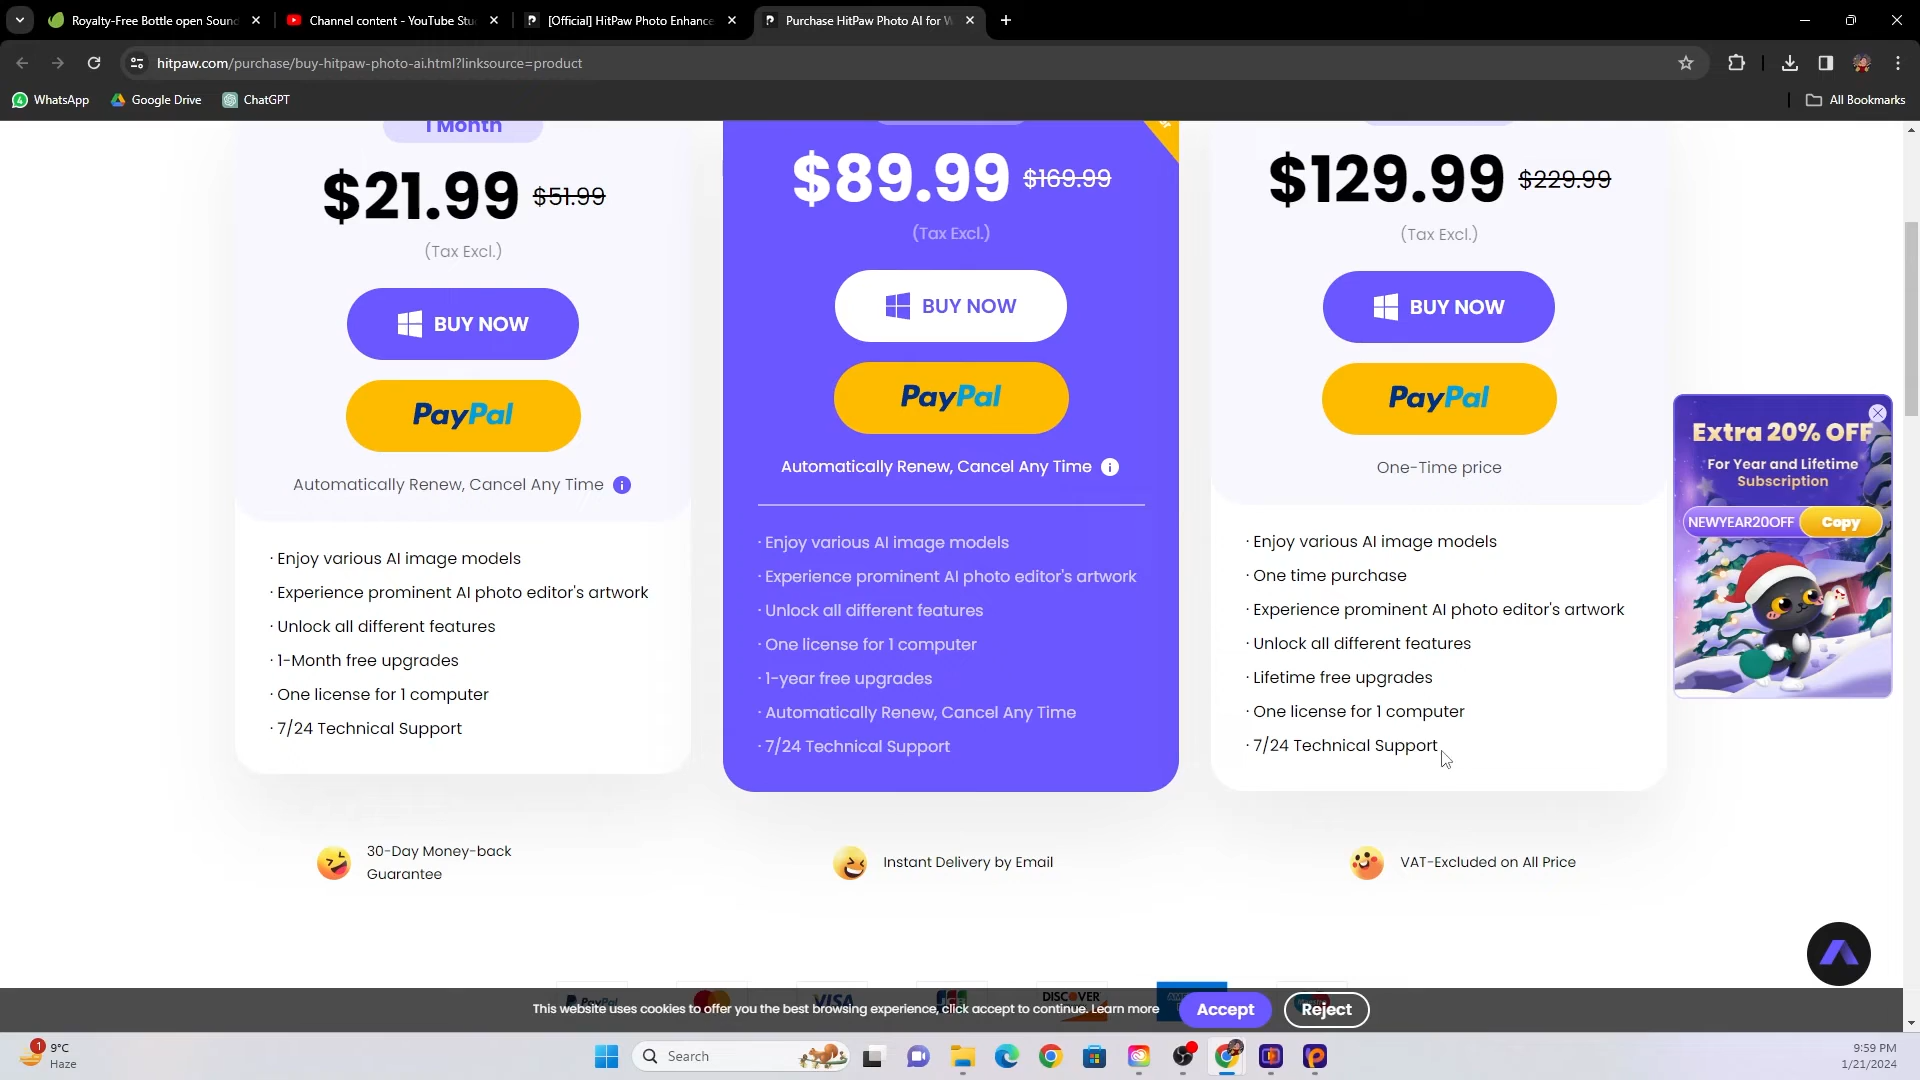 Royalty-Free Bottle open Sound
Channel content - YouTube Stu
[Official] HitPaw Photo Enhance
Purchase HitPaw Photo AI for W
hitpaw.com/purchase/buy-hitpaw-photo-ai.html?linksource=product
WhatsApp
Google Drive
ChatGPT
All Bookmarks
1 Month
$21.99 $51.99
(Tax Excl.)
BUY NOW
PayPal
Automatically Renew, Cancel Any Time
· Enjoy various AI image models
· Experience prominent AI photo editor's artwork
· Unlock all different features
· 1-Month free upgrades
· One license for 1 computer
· 7/24 Technical Support
$89.99 $169.99
(Tax Excl.)
BUY NOW
PayPal
Automatically Renew, Cancel Any Time
· Enjoy various AI image models
· Experience prominent AI photo editor's artwork
· Unlock all different features
· One license for 1 computer
· 1-year free upgrades
· Automatically Renew, Cancel Any Time
· 7/24 Technical Support
$129.99 $229.99
(Tax Excl.)
BUY NOW
PayPal
One-Time price
· Enjoy various AI image models
· One time purchase
· Experience prominent AI photo editor's artwork
· Unlock all different features
· Lifetime free upgrades
· One license for 1 computer
· 7/24 Technical Support
Extra 20% OFF
For Year and Lifetime
Subscription
NEWYEAR20OFF Copy
30-Day Money-back
Guarantee
Instant Delivery by Email
VAT-Excluded on All Price
PayPal
VISA
JCB
DISCOVER
This website uses cookies to offer you the best browsing experience, click accept to continue. Learn more
Accept
Reject
1
9°C
Haze
Search
9:59 PM
1/21/2024